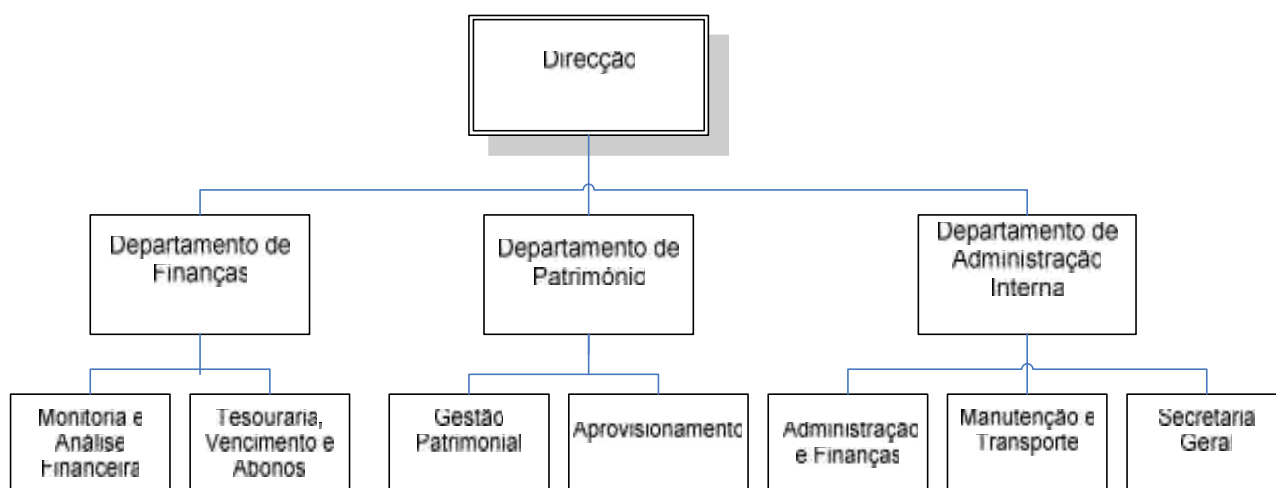 Direcção
Departamento de
Finanças
Departamento de
Património
Departamento de
Administração
Interna
Monitoria e
Análise
Financeira
Tesouraria,
Vencimento e
Abonos
Gestão
Patrimonial
Aprovisionamento
Administração
e Finanças
Manutenção e
Transporte
Secretaria
Geral